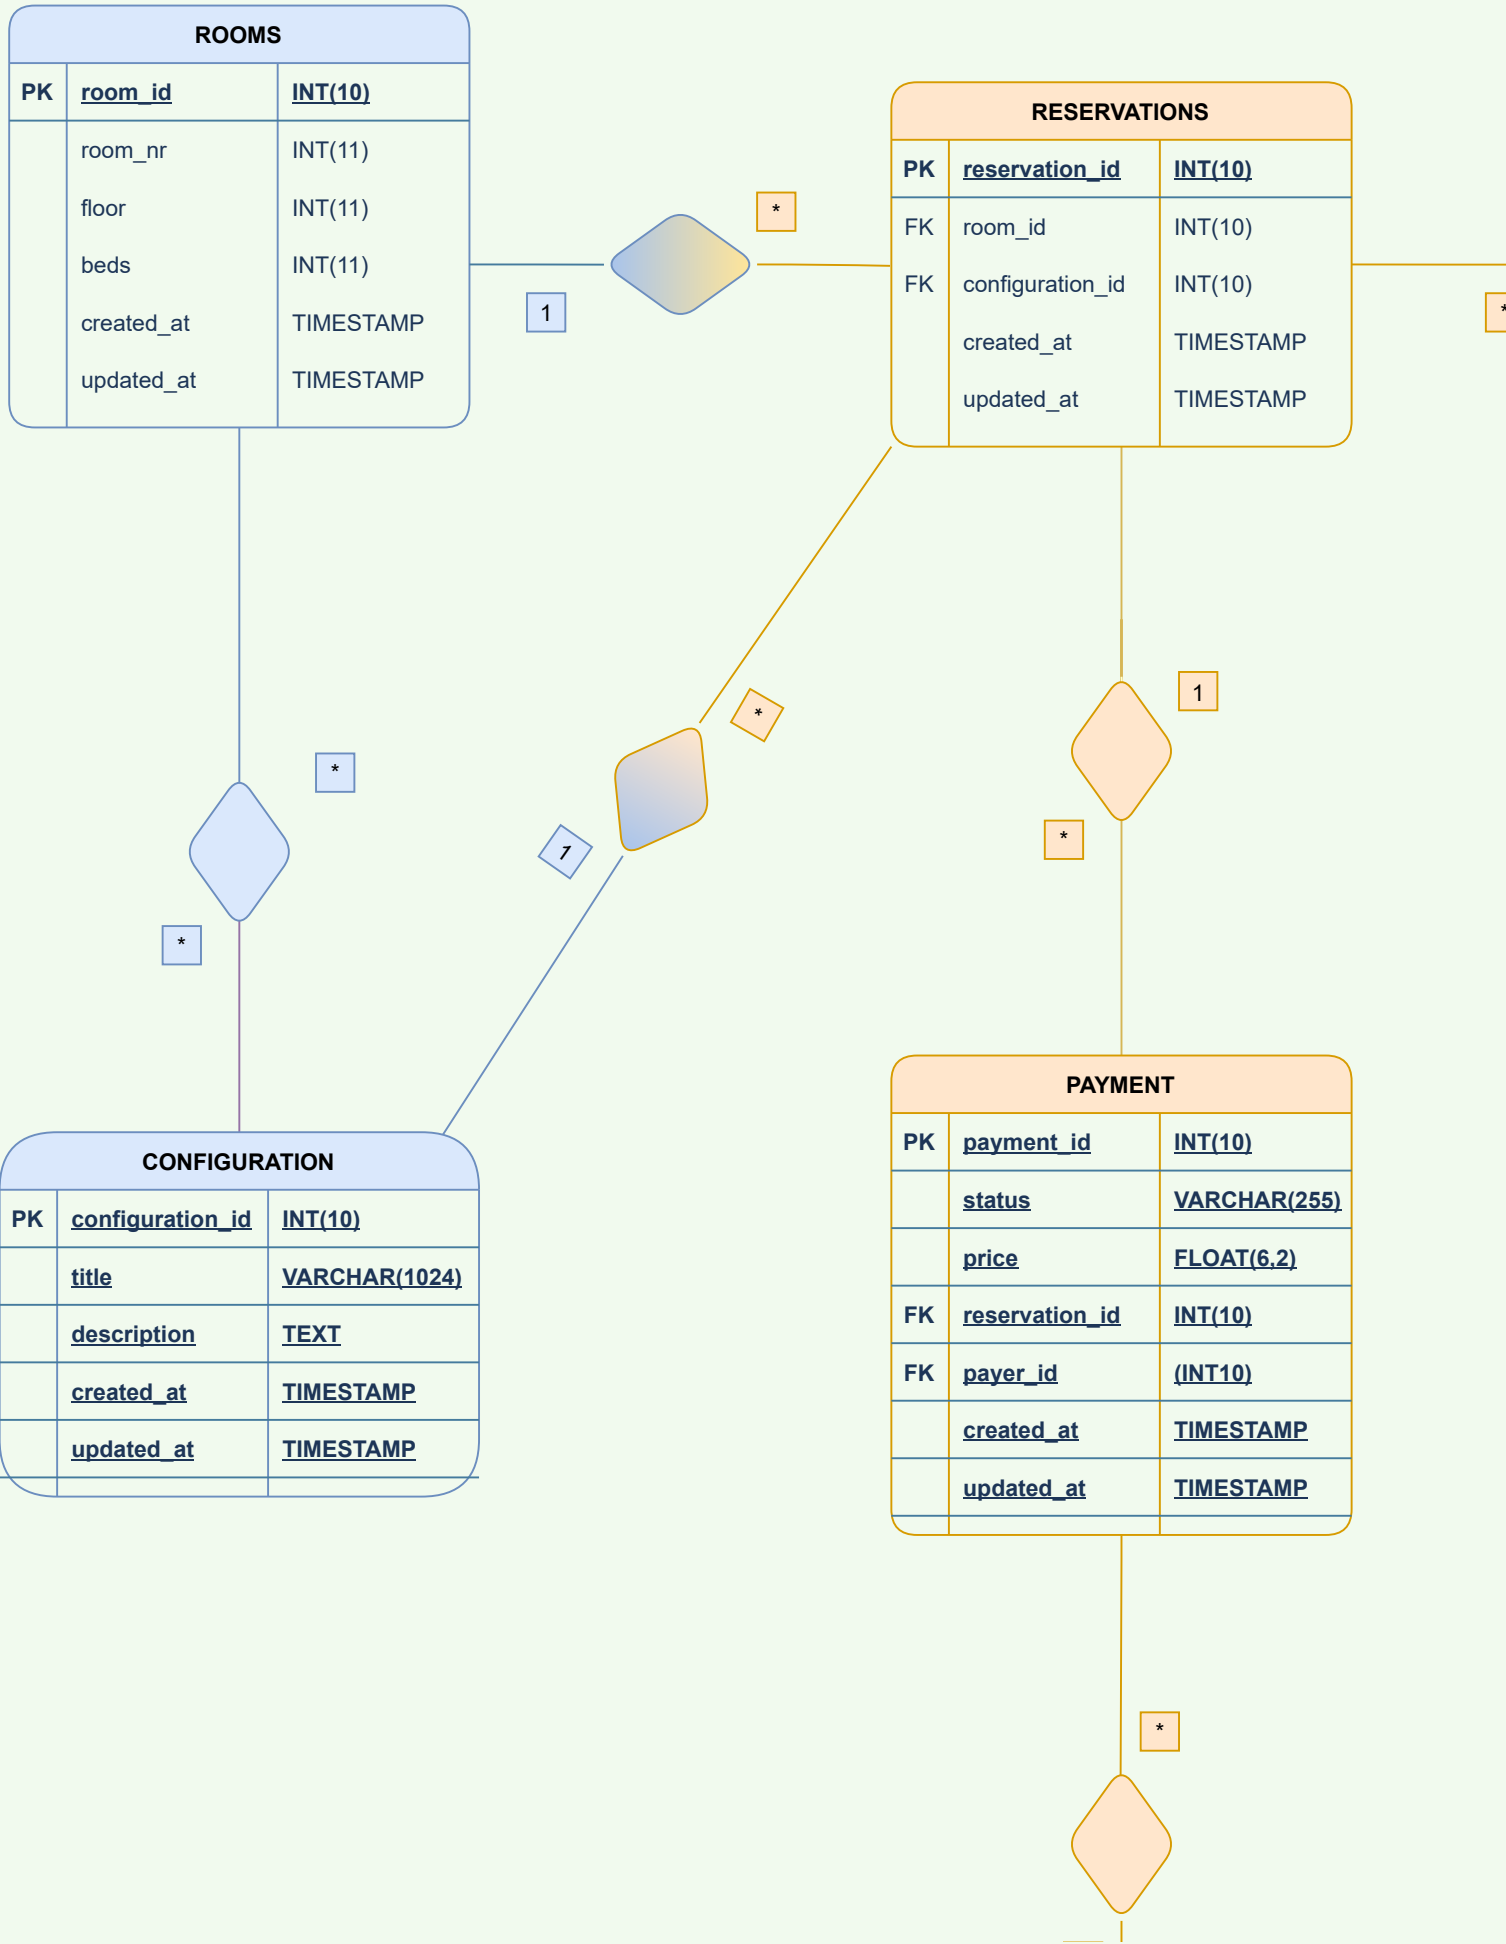 ROOMS
PK room_id INT(10)
room_nr INT(11)
floor INT(11)
beds INT(11)
created_at TIMESTAMP
updated_at TIMESTAMP
RESERVATIONS
PK reservation_id INT(10)
FK room_id INT(10)
FK configuration_id INT(10)
created_at TIMESTAMP
updated_at TIMESTAMP
*
1
*
*
1
*
1
*
*
CONFIGURATION
PK configuration_id INT(10)
title VARCHAR(1024)
description TEXT
created_at TIMESTAMP
updated_at TIMESTAMP
PAYMENT
PK payment_id INT(10)
status VARCHAR(255)
price FLOAT(6,2)
FK reservation_id INT(10)
FK payer_id (INT10)
created_at TIMESTAMP
updated_at TIMESTAMP
*
*